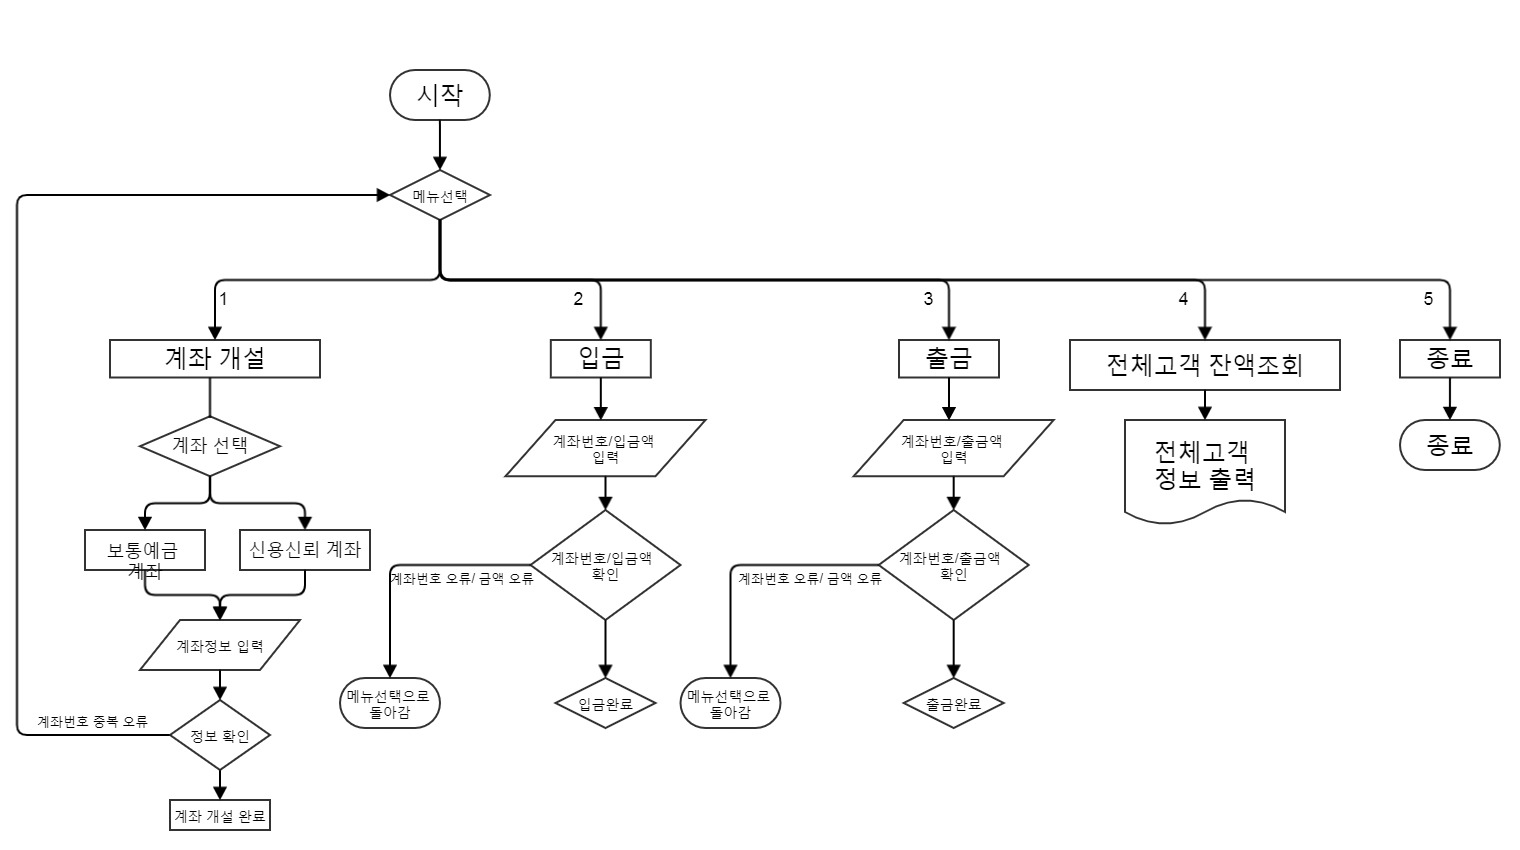 시작
메뉴선택
1
2
3
4
5
계좌 개설
입금
출금
전체고객 잔액조회
종료
계좌 선택
계좌번호/입금액
입력
계좌번호/출금액
입력
전체고객
정보 출력
종료
보통예금
계좌
신용신뢰 계좌
계좌번호/입금액
확인
계좌번호/출금액
확인
계좌번호 오류/ 금액 오류
계좌번호 오류/ 금액 오류
계좌정보 입력
메뉴선택으로
돌아감
입금완료
메뉴선택으로
돌아감
출금완료
계좌번호 중복 오류
정보 확인
계좌 개설 완료